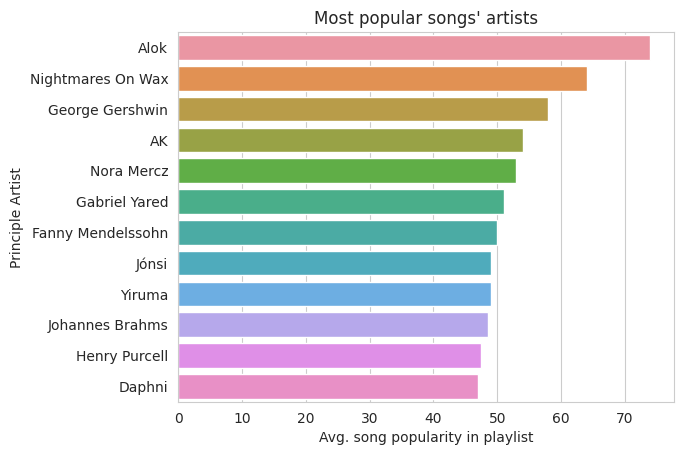 Most popular songs' artists
Principle Artist
Alok
Nightmares On Wax
George Gershwin
AK
Nora Mercz
Gabriel Yared
Fanny Mendelssohn
Jónsi
Yiruma
Johannes Brahms
Henry Purcell
Daphni
0 10 20 30 40 50 60 70
Avg. song popularity in playlist